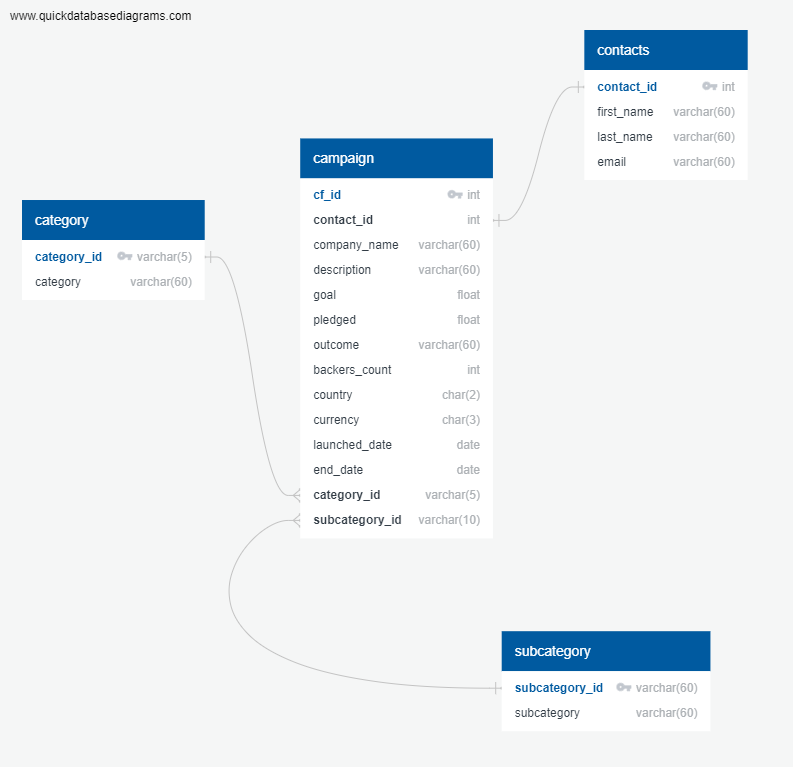 www.quickdatabasediagrams.com
contacts
contact_id int
first_name varchar(60)
last_name varchar(60)
email varchar(60)
campaign
cf_id int
contact_id int
company_name varchar(60)
description varchar(60)
goal float
pledged float
outcome varchar(60)
backers_count int
country char(2)
currency char(3)
launched_date date
end_date date
category_id varchar(5)
subcategory_id varchar(10)
category
category_id varchar(5)
category varchar(60)
subcategory
subcategory_id varchar(60)
subcategory varchar(60)